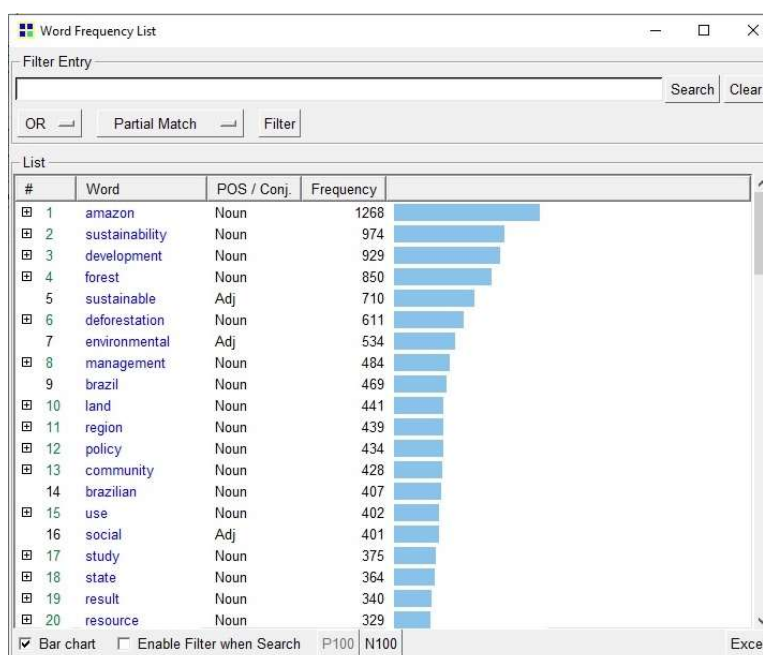 Word Frequency List
Filter Entry
Search Clear
OR Partial Match Filter
List
# Word POS / Conj. Frequency
1 amazon Noun 1268
2 sustainability Noun 974
3 development Noun 929
4 forest Noun 850
5 sustainable Adj 710
6 deforestation Noun 611
7 environmental Adj 534
8 management Noun 484
9 brazil Noun 469
10 land Noun 441
11 region Noun 439
12 policy Noun 434
13 community Noun 428
14 brazilian Noun 407
15 use Noun 402
16 social Adj 401
17 study Noun 375
18 state Noun 364
19 result Noun 340
20 resource Noun 329
Bar chart Enable Filter when Search P100 N100 Exce